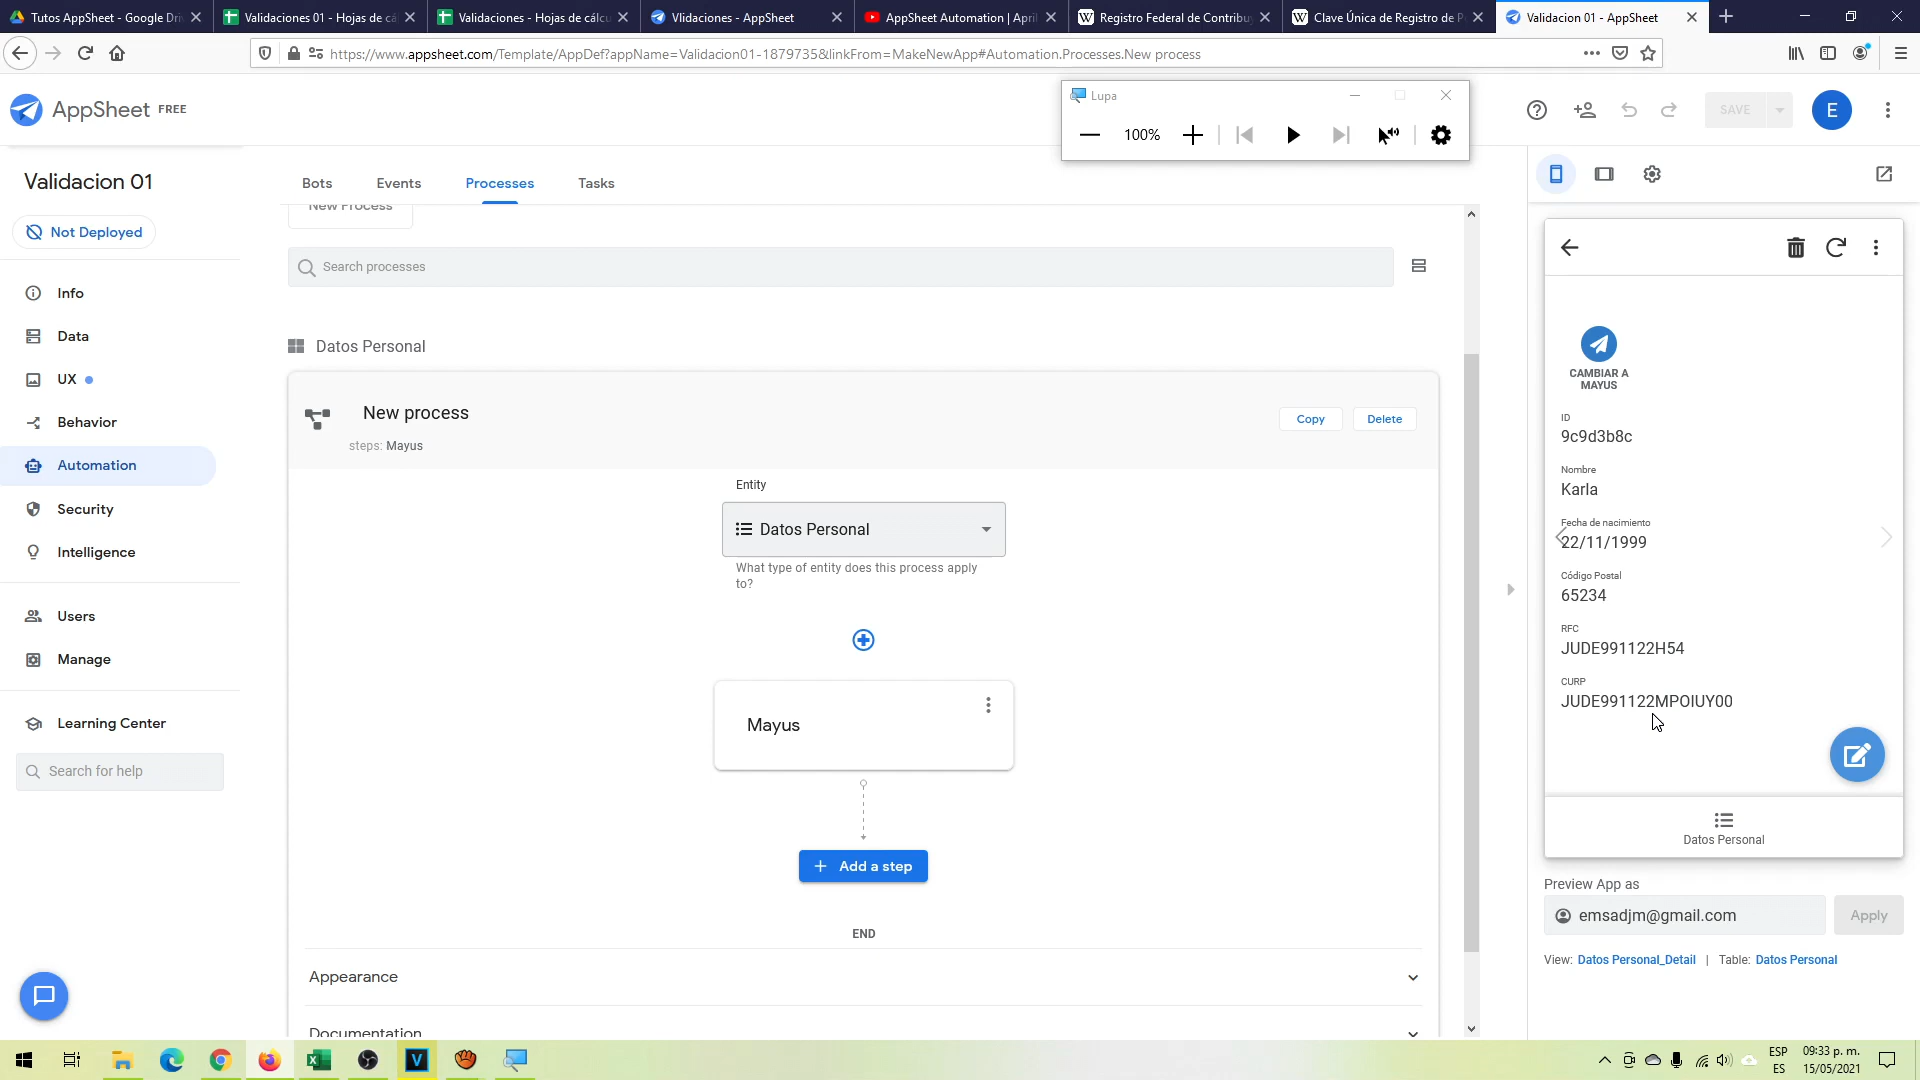 Tutos AppSheet - Google Dri
Validaciones 01 - Hojas de cá
Validaciones - Hojas de cálcu
Vlidaciones - AppSheet
AppSheet Automation | April
Registro Federal de Contribu
Clave Única de Registro de P
Validacion 01 - AppSheet
https://www.appsheet.com/Template/AppDef?appName=Validacion01-1879735&linkFrom=MakeNewApp#Automation.Processes.New process
AppSheet FREE
Lupa
100%
SAVE
E
Validacion 01
Not Deployed
Info
Data
UX
Behavior
Automation
Security
Intelligence
Users
Manage
Learning Center
Search for help
Bots
Events
Processes
Tasks
New Process
Search processes
Datos Personal
New process
steps: Mayus
Copy
Delete
Entity
Datos Personal
What type of entity does this process apply
to?
Mayus
Add a step
END
Appearance
Documentation
CAMBIAR A
MAYUS
ID
9c9d3b8c
Nombre
Karla
Fecha de nacimiento
22/11/1999
Código Postal
65234
RFC
JUDE991122H54
CURP
JUDE991122MPOIUY00
Datos Personal
Preview App as
emsadjm@gmail.com
Apply
View: Datos Personal_Detail | Table: Datos Personal
ESP
ES
09:33 p. m.
15/05/2021